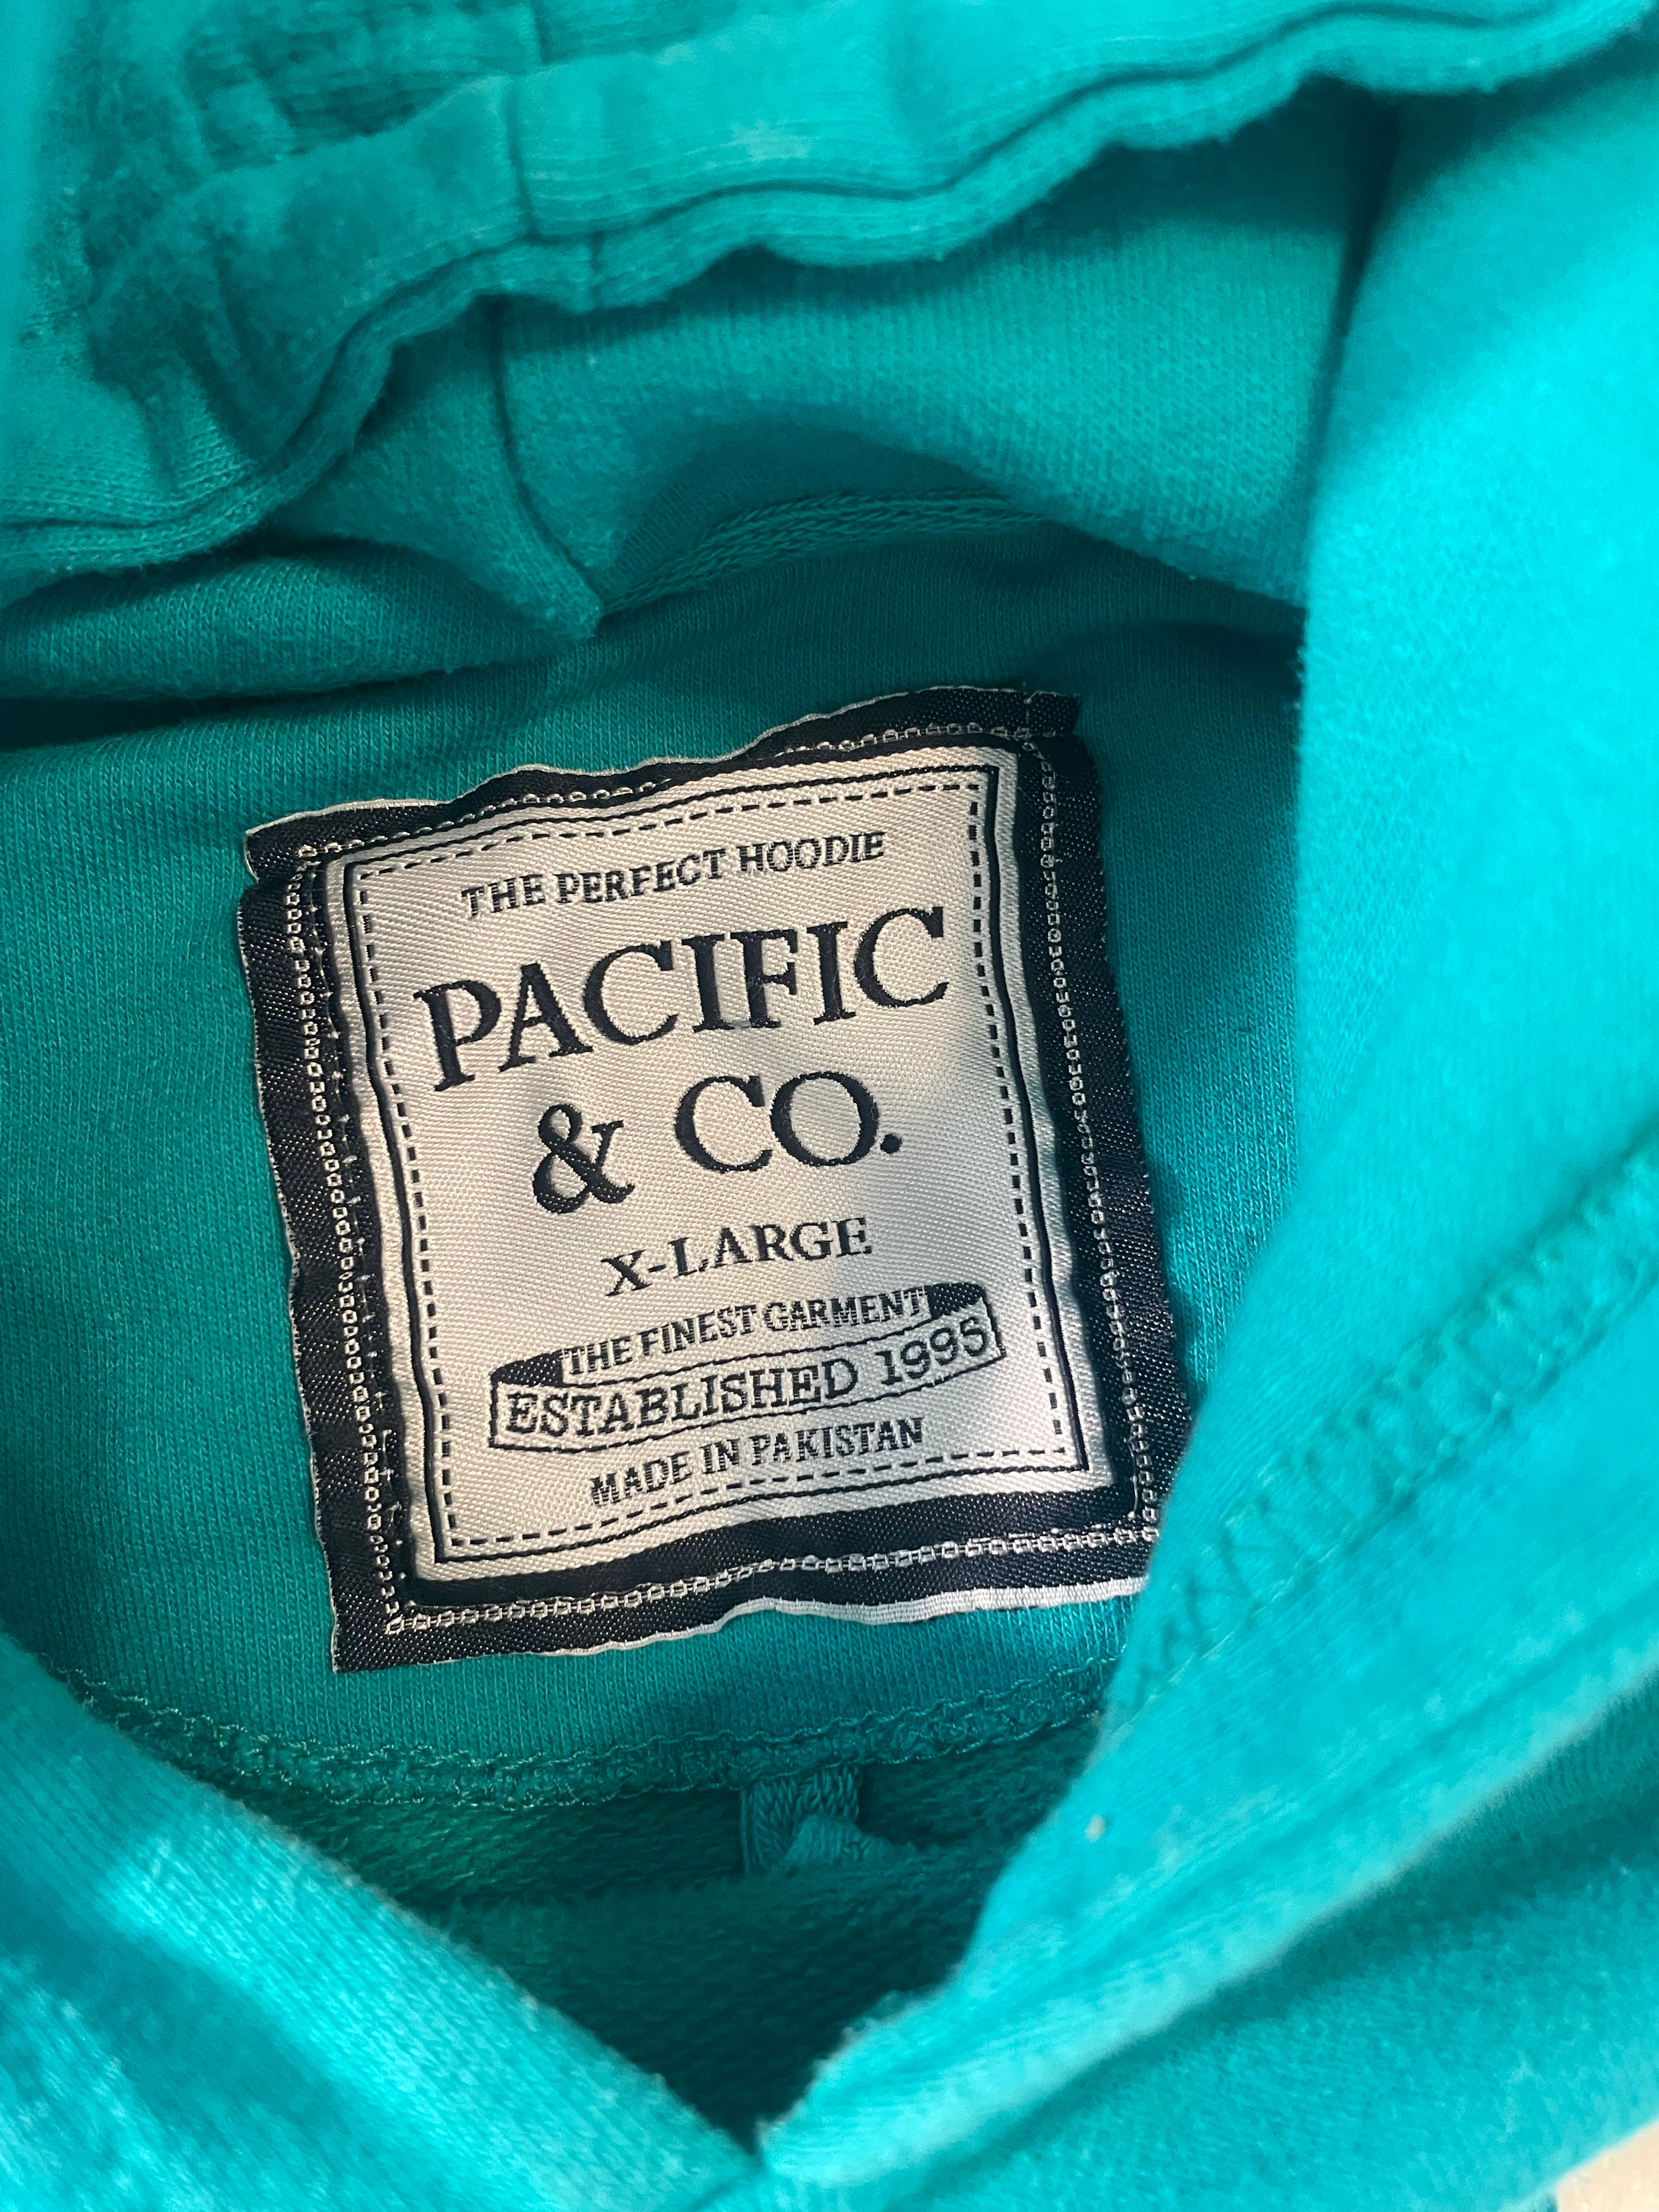 THE PERFECT HOODIE
PACIFIC
& CO.
X-LARGE
THE FINEST GARMENT
ESTABLISHED 1995
MADE IN PAKISTAN